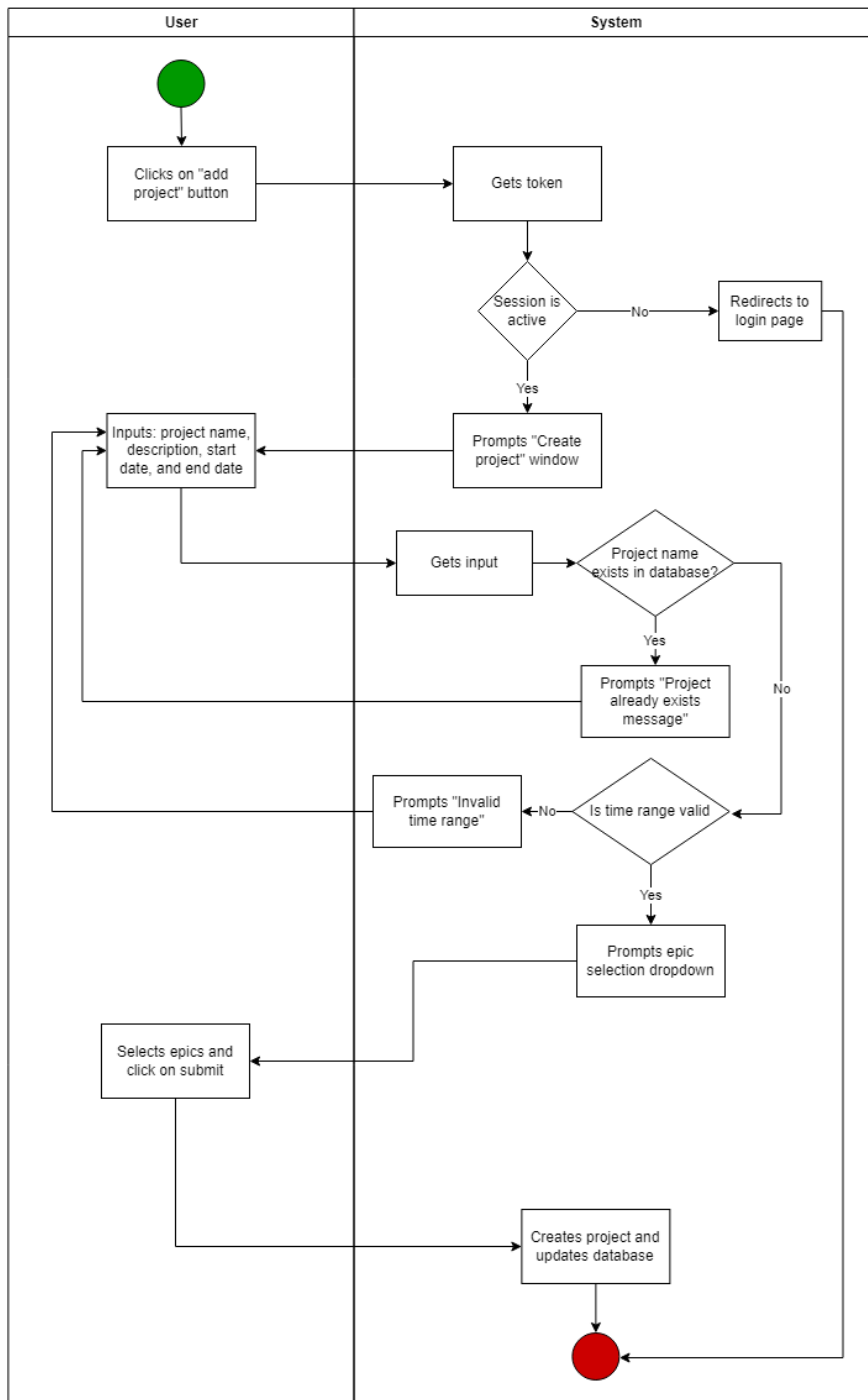 User
System
Clicks on "add
project" button
Gets token
Session is
active
No
Redirects to
login page
Yes
Inputs: project name,
description, start
date, and end date
Prompts "Create
project" window
Gets input
Project name
exists in database?
Yes
No
Prompts "Project
already exists
message"
Prompts "Invalid
time range"
No
Is time range valid
Yes
Prompts epic
selection dropdown
Selects epics and
click on submit
Creates project and
updates database